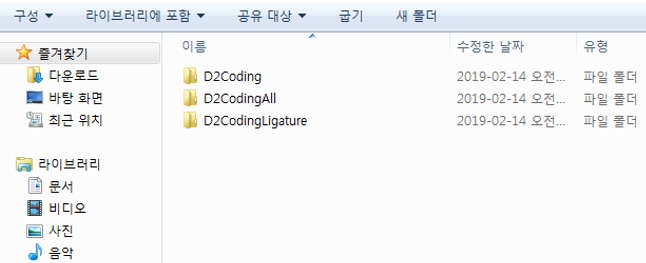 구성 라이브러리에 포함 공유 대상 굽기 새 폴더
즐겨찾기
다운로드
바탕 화면
최근 위치
라이브러리
문서
비디오
사진
음악
이름 수정한 날짜 유형
D2Coding 2019-02-14 오전... 파일 폴더
D2CodingAll 2019-02-14 오전... 파일 폴더
D2CodingLigature 2019-02-14 오전... 파일 폴더